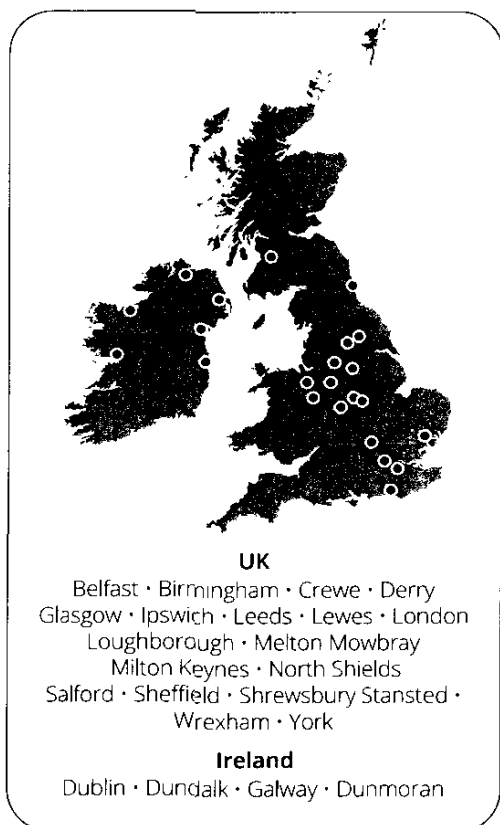 UK
Belfast · Birmingham · Crewe · Derry
Glasgow · Ipswich · Leeds · Lewes · London
Loughborough · Melton Mowbray
Milton Keynes · North Shields
Salford · Sheffield · Shrewsbury Stansted ·
Wrexham · York
Ireland
Dublin · Dundalk · Galway · Dunmoran